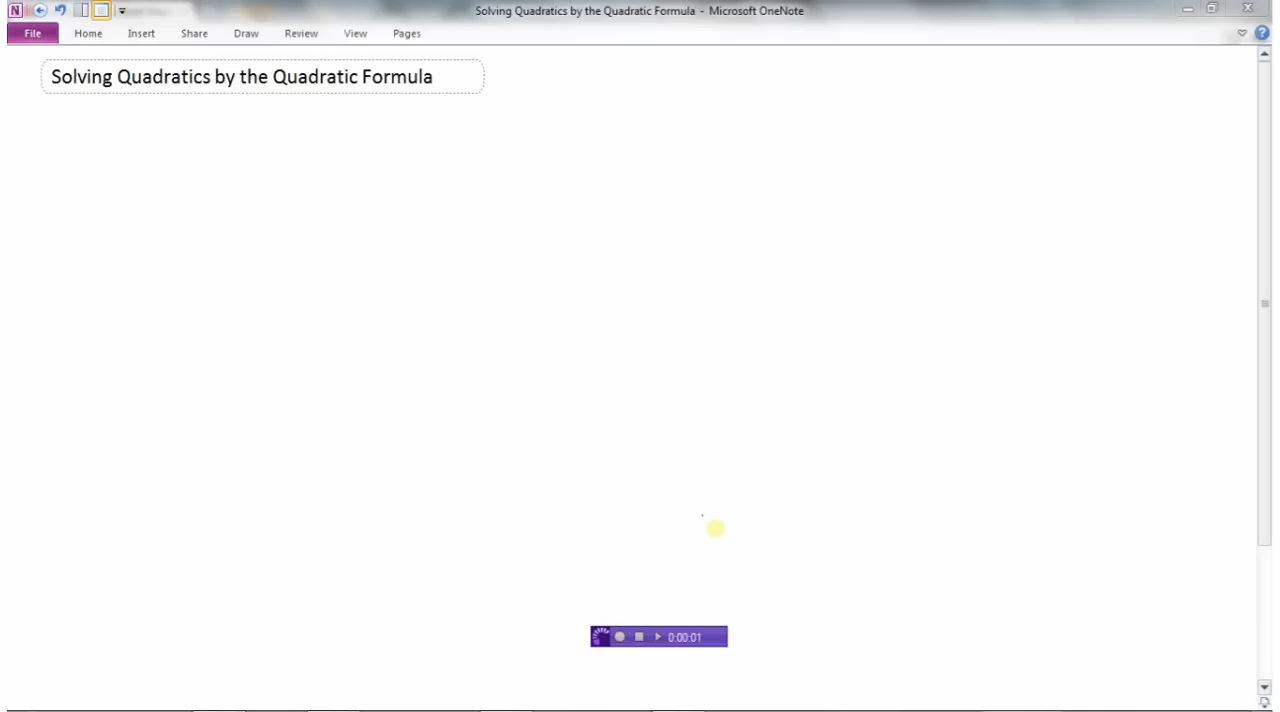 Solving Quadratics by the Quadratic Formula - Microsoft OneNote
File Home Insert Share Draw Review View Pages
Solving Quadratics by the Quadratic Formula
0:00:01